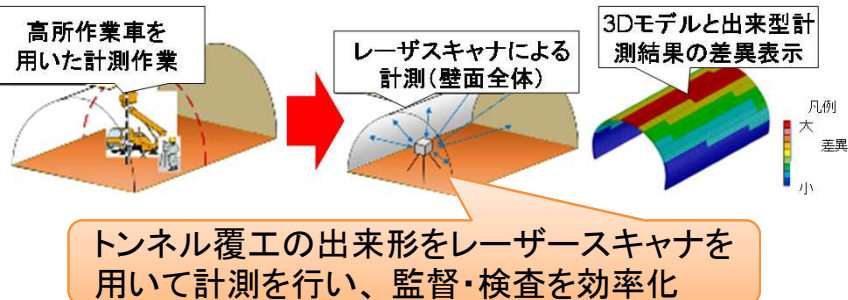 高所作業車を
用いた計測作業
レーザスキャナによる
計測（壁面全体）
3Dモデルと出来型計
測結果の差異表示
凡例
大
差異
小
トンネル覆工の出来形をレーザースキャナを
用いて計測を行い、監督・検査を効率化